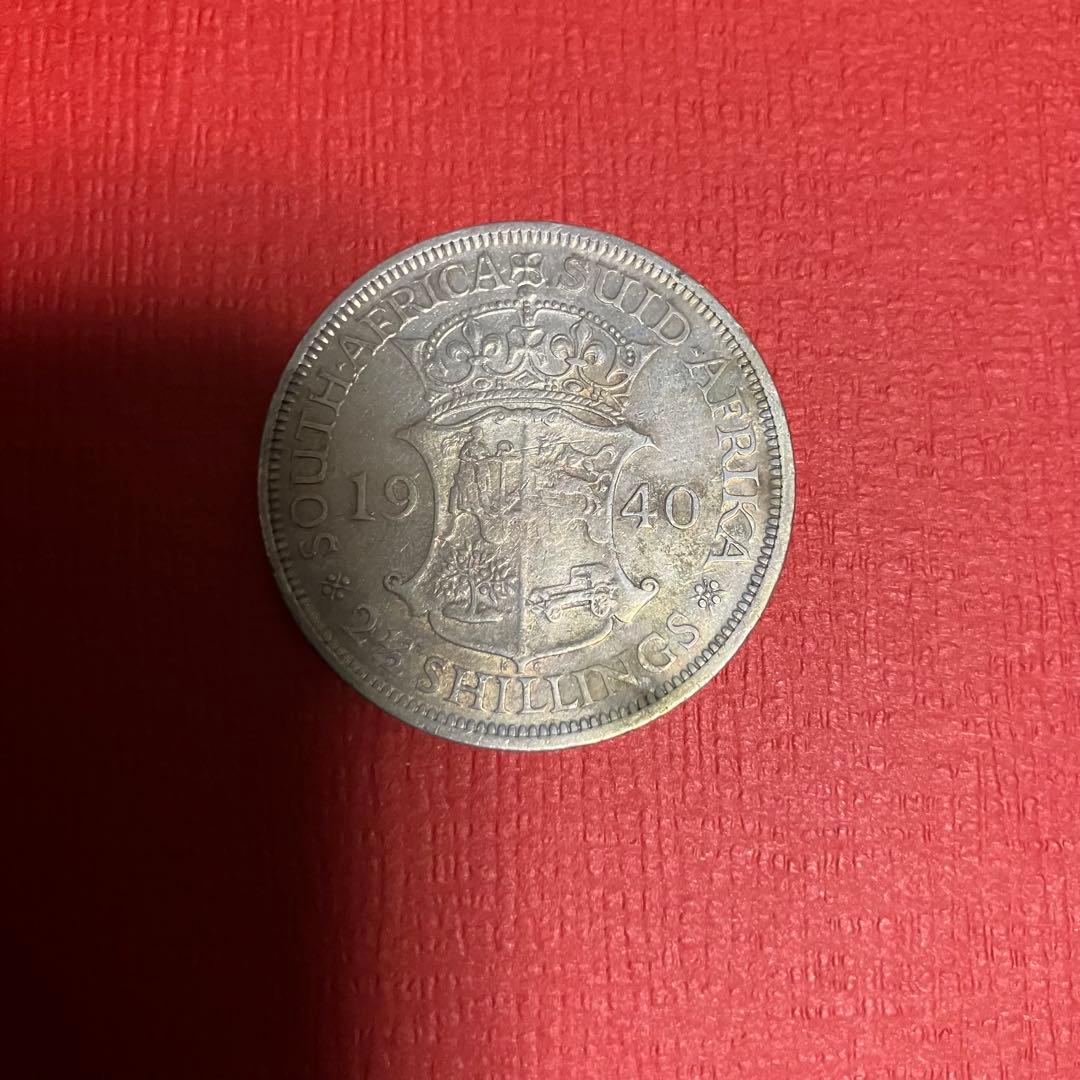 SOUTH·AFRICA SUID-AFRIKA
19 40
K G
2½ SHILLINGS